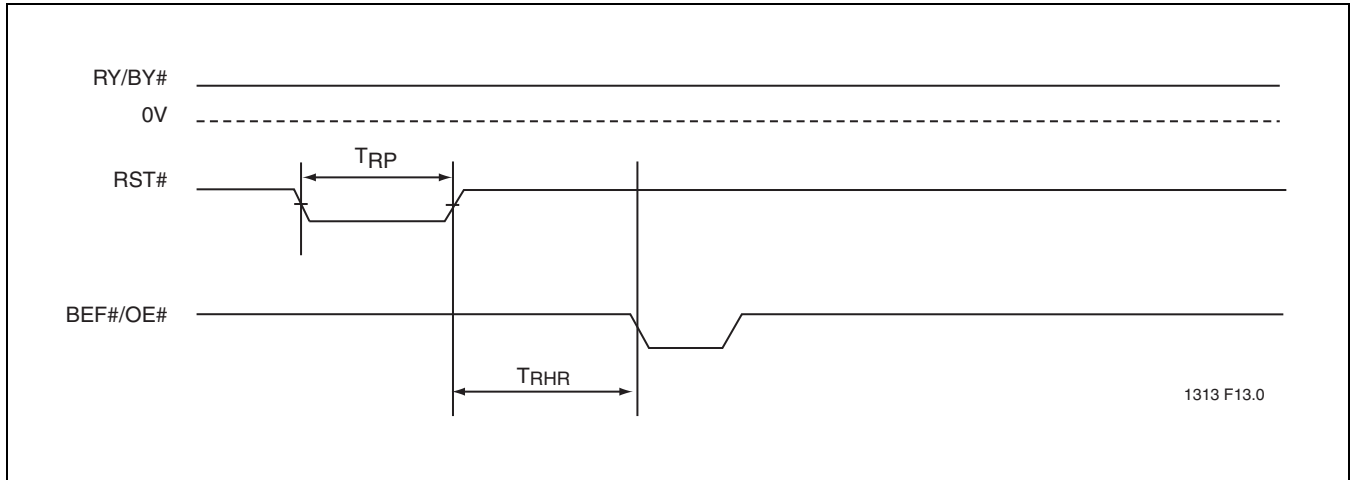 RY/BY#
0V
TRP
RST#
BEF#/OE#
TRHR
1313 F13.0